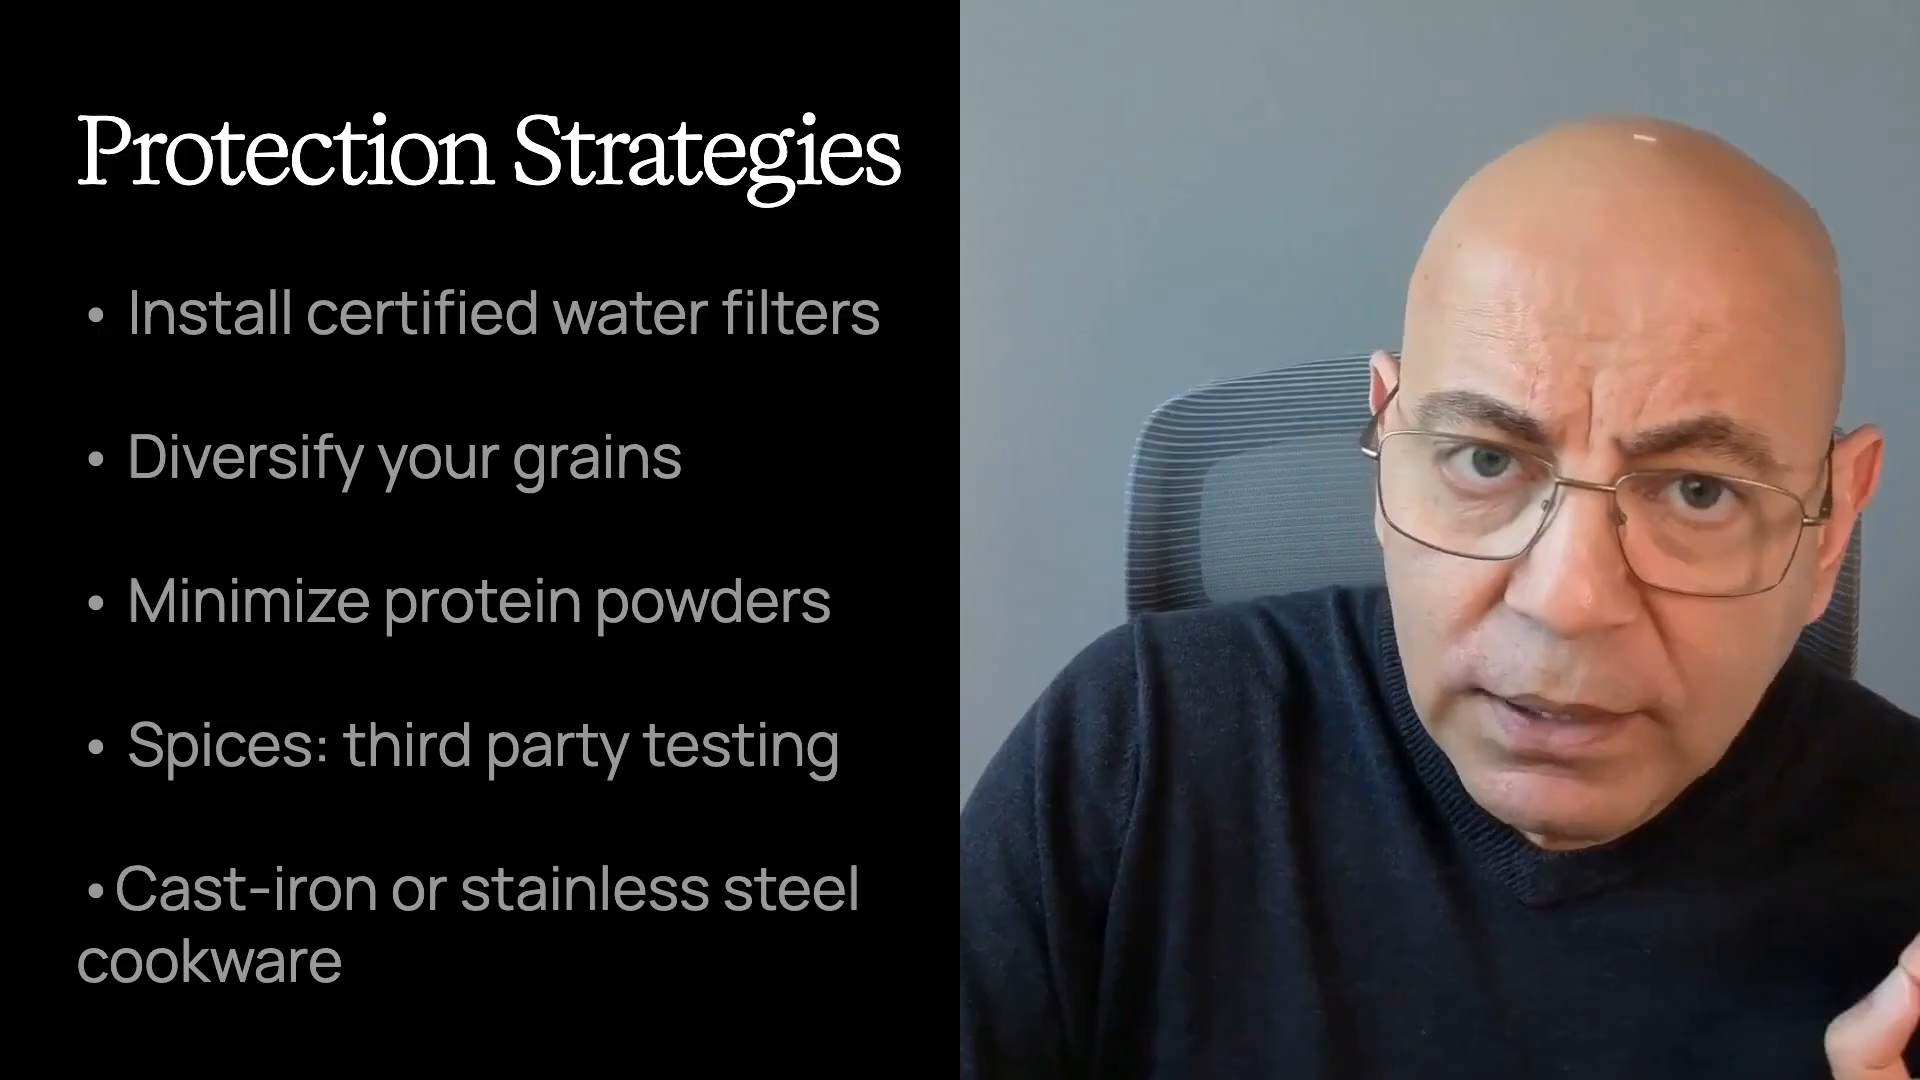 Protection Strategies
• Install certified water filters
• Diversify your grains
• Minimize protein powders
• Spices: third party testing
• Cast-iron or stainless steel
cookware